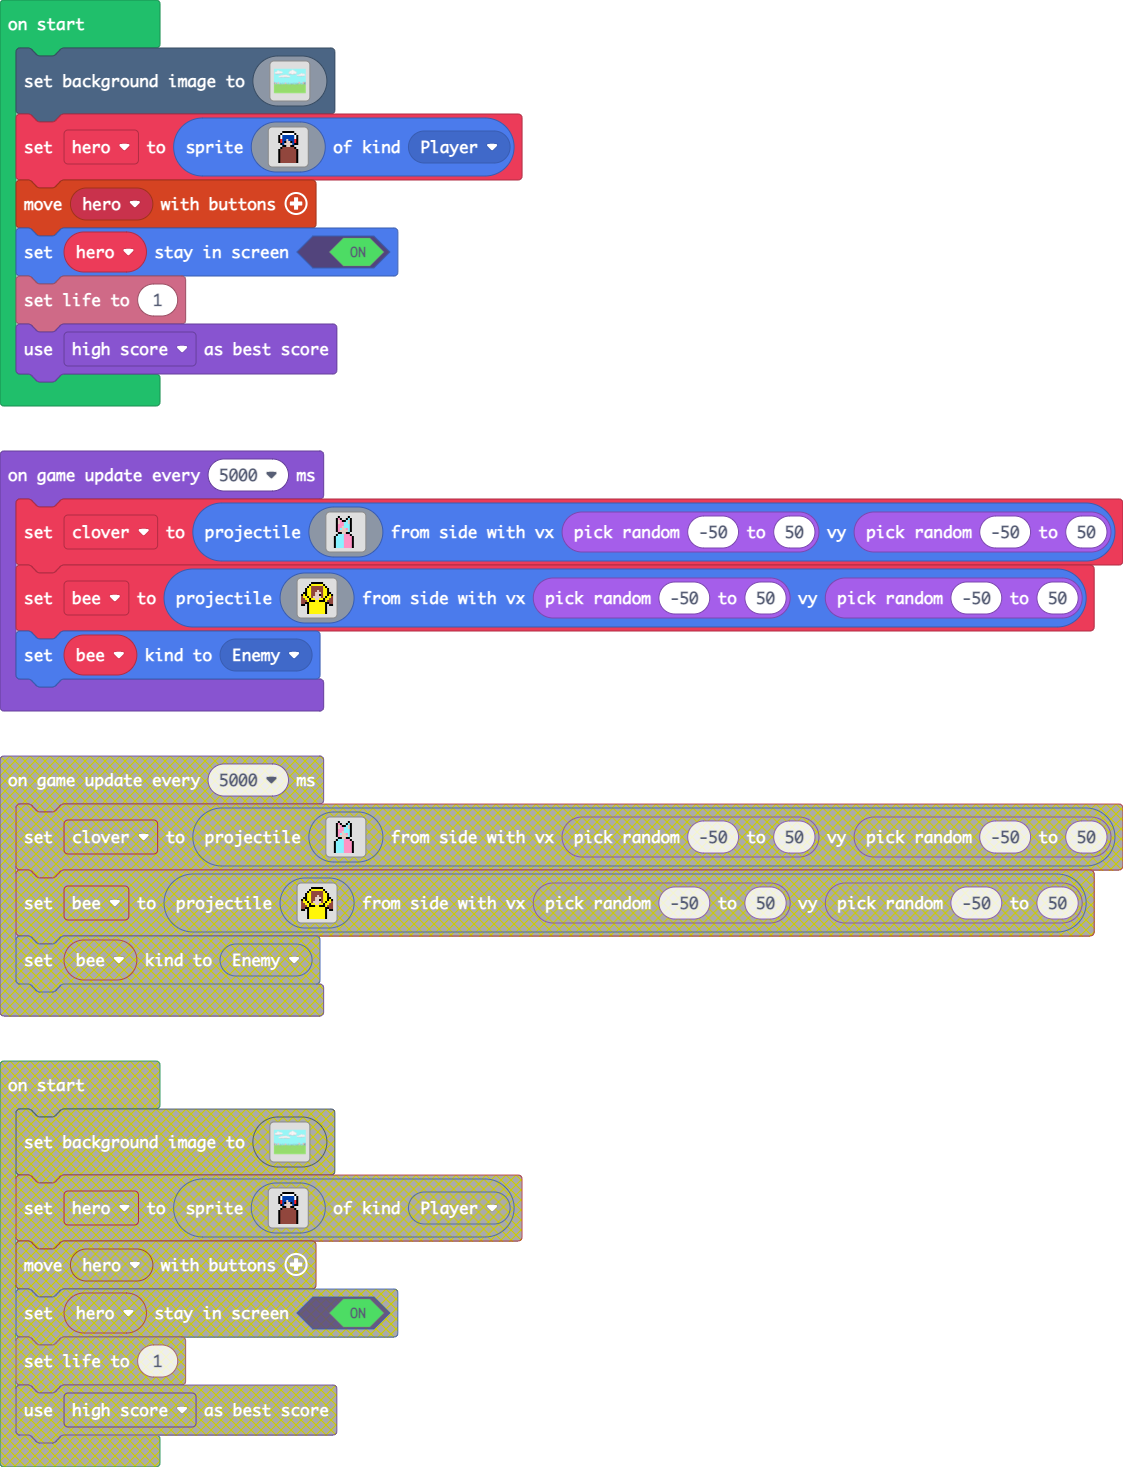 on start
set background image to
set hero to sprite of kind Player
move hero with buttons
set hero stay in screen ON
set life to 1
use high score as best score
on game update every 5000 ms
set clover to projectile from side with vx pick random -50 to 50 vy pick random -50 to 50
set bee to projectile from side with vx pick random -50 to 50 vy pick random -50 to 50
set bee kind to Enemy
on game update every 5000 ms
set clover to projectile from side with vx pick random -50 to 50 vy pick random -50 to 50
set bee to projectile from side with vx pick random -50 to 50 vy pick random -50 to 50
set bee kind to Enemy
on start
set background image to
set hero to sprite of kind Player
move hero with buttons
set hero stay in screen ON
set life to 1
use high score as best score